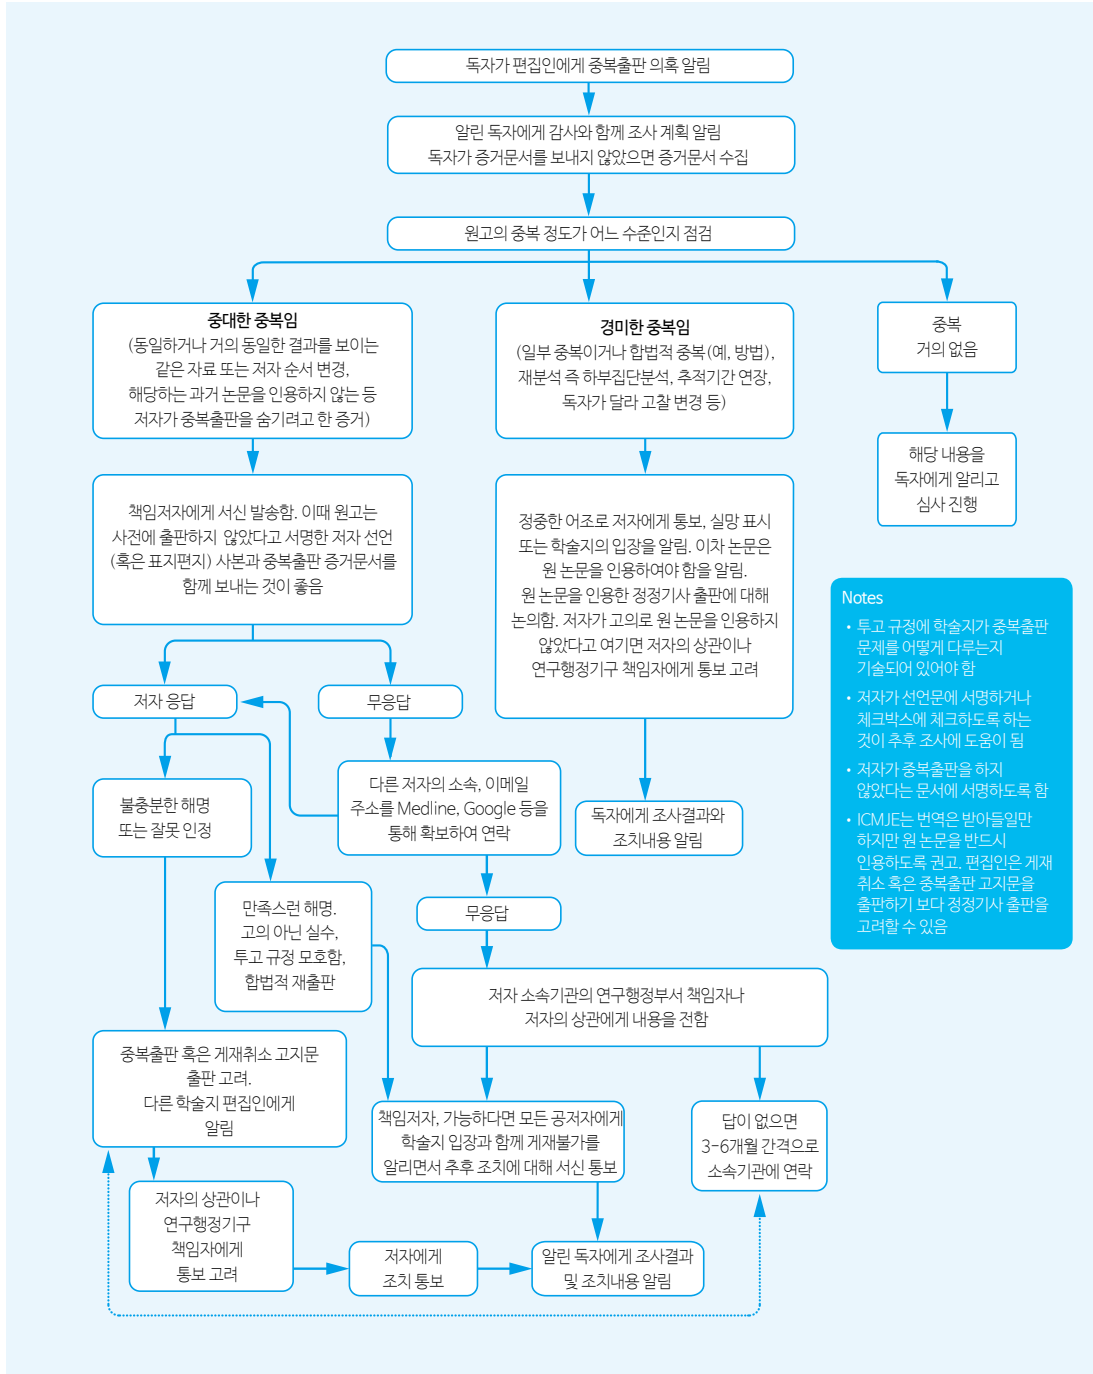 독자가 편집인에게 중복출판 의혹 알림
알린 독자에게 감사와 함께 조사 계획 알림
독자가 증거문서를 보내지 않았으면 증거문서 수집
원고의 중복 정도가 어느 수준인지 점검
중대한 중복임
(동일하거나 거의 동일한 결과를 보이는
같은 자료 또는 저자 순서 변경,
해당하는 과거 논문을 인용하지 않는 등
저자가 중복출판을 숨기려고 한 증거)
경미한 중복임
(일부 중복이거나 합법적 중복(예, 방법),
재분석 즉 하부집단분석, 추적기간 연장,
독자가 달라 고찰 변경 등)
중복
거의 없음
해당 내용을
독자에게 알리고
심사 진행
책임저자에게 서신 발송함. 이때 원고는
사전에 출판하지 않았다고 서명한 저자 선언
(혹은 표지편지) 사본과 중복출판 증거문서를
함께 보내는 것이 좋음
정중한 어조로 저자에게 통보, 실망 표시
또는 학술지의 입장을 알림. 이차 논문은
원 논문을 인용하여야 함을 알림.
원 논문을 인용한 정정기사 출판에 대해
논의함. 저자가 고의로 원 논문을 인용하지
않았다고 여기면 저자의 상관이나
연구행정기구 책임자에게 통보 고려
저자 응답
무응답
불충분한 해명
또는 잘못 인정
다른 저자의 소속, 이메일
주소를 Medline, Google 등을
통해 확보하여 연락
독자에게 조사결과와
조치내용 알림
만족스런 해명.
고의 아닌 실수,
투고 규정 모호함,
합법적 재출판
무응답
저자 소속기관의 연구행정부서 책임자나
저자의 상관에게 내용을 전함
중복출판 혹은 게재취소 고지문
출판 고려.
다른 학술지 편집인에게
알림
책임저자, 가능하다면 모든 공저자에게
학술지 입장과 함께 게재불가를
알리면서 추후 조치에 대해 서신 통보
답이 없으면
3-6개월 간격으로
소속기관에 연락
저자의 상관이나
연구행정기구
책임자에게
통보 고려
저자에게
조치 통보
알린 독자에게 조사결과
및 조치내용 알림
Notes
• 투고 규정에 학술지가 중복출판
문제를 어떻게 다루는지
기술되어 있어야 함
• 저자가 선언문에 서명하거나
체크박스에 체크하도록 하는
것이 추후 조사에 도움이 됨
• 저자가 중복출판을 하지
않았다는 문서에 서명하도록 함
• ICMJE는 번역은 받아들일만
하지만 원 논문을 반드시
인용하도록 권고. 편집인은 게재
취소 혹은 중복출판 고지문을
출판하기 보다 정정기사 출판을
고려할 수 있음